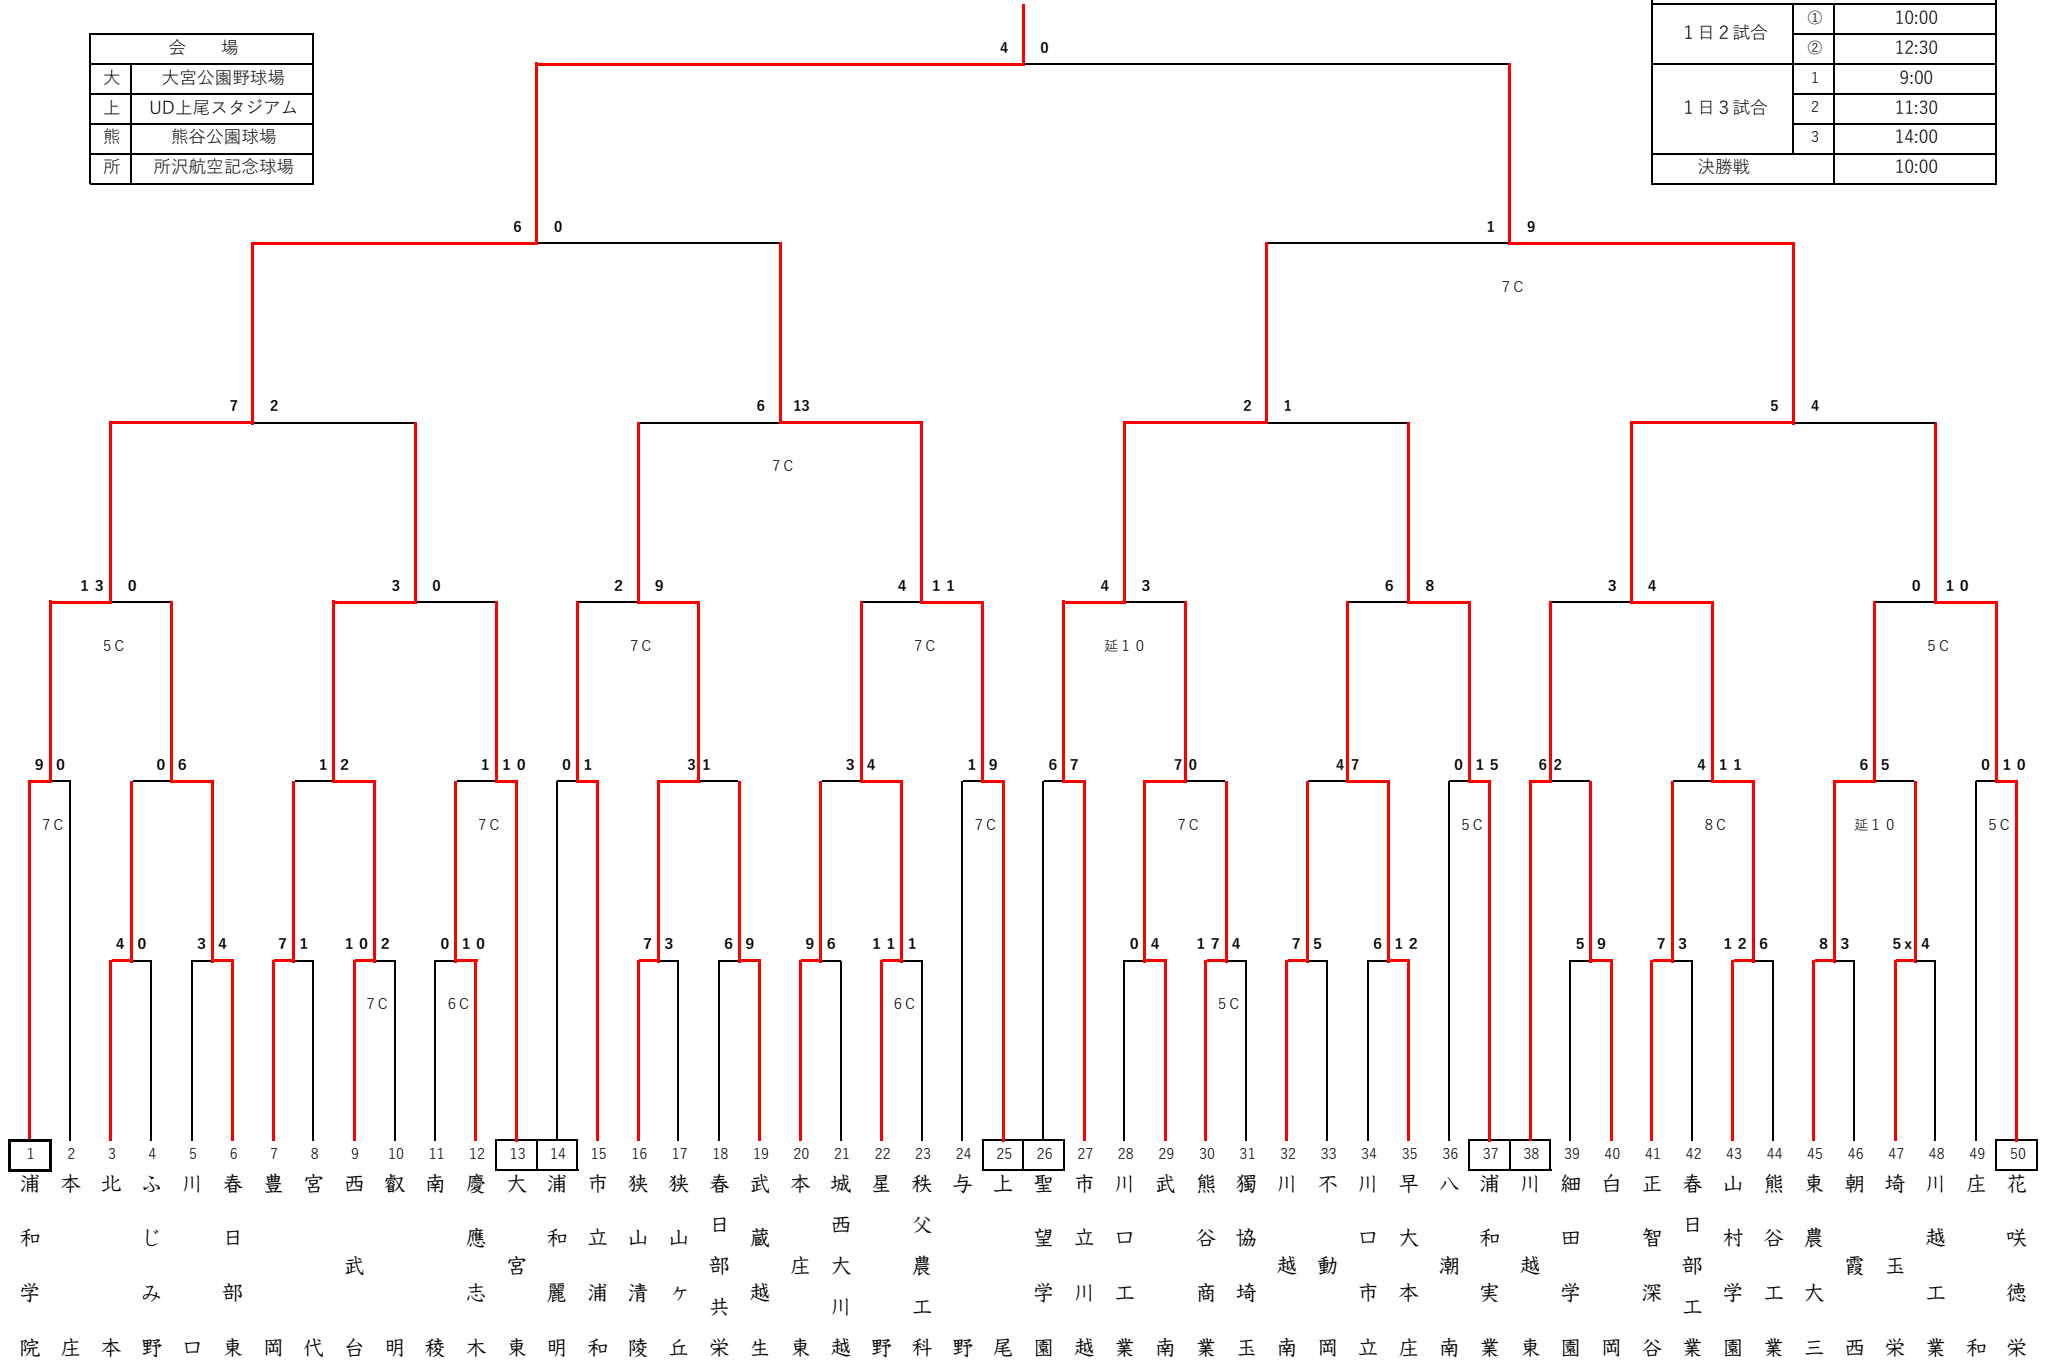 会　　場
大 大宮公園野球場
上 UD上尾スタジアム
熊 熊谷公園球場
所 所沢航空記念球場
１日２試合 ① 10:00
② 12:30
１日３試合 1 9:00
2 11:30
3 14:00
決勝戦 10:00
4 0
6 0 1 9
7C
7 2 6 13 2 1 5 4
7C
13 0 3 0 2 9 4 11 4 3 6 8 3 4 0 10
5C 7C 7C 延10 5C
9 0 0 6 1 2 1 10 0 1 3 1 3 4 1 9 6 7 7 0 4 7 0 15 6 2 4 11 6 5 0 10
7C 7C 7C 7C 5C 8C 延10 5C
4 0 3 4 7 1 10 2 0 10 7 3 6 9 9 6 11 1 0 4 17 4 7 5 6 12 5 9 7 3 12 6 8 3 5x 4
7C 6C 6C 5C
1 2 3 4 5 6 7 8 9 10 11 12 13 14 15 16 17 18 19 20 21 22 23 24 25 26 27 28 29 30 31 32 33 34 35 36 37 38 39 40 41 42 43 44 45 46 47 48 49 50
浦和学院
本庄
北本
ふじみ野
川口
春日部東
豊岡
宮代
西武台
叡明
南稜
慶應志木
大宮東
浦和麗明
市立浦和
狭山清陵
狭山ヶ丘
春日部共栄
武蔵越生
本庄東
城西大川越
星野
秩父農工科
与野
上尾
聖望学園
市立川越
川口工業
武南
熊谷商業
獨協埼玉
川越南
不動岡
川口市立
早大本庄
八潮南
浦和実業
川越東
細田学園
白岡
正智深谷
春日部工業
山村学園
熊谷工業
東農大三
朝霞西
埼玉栄
川越工業
庄和
花咲徳栄